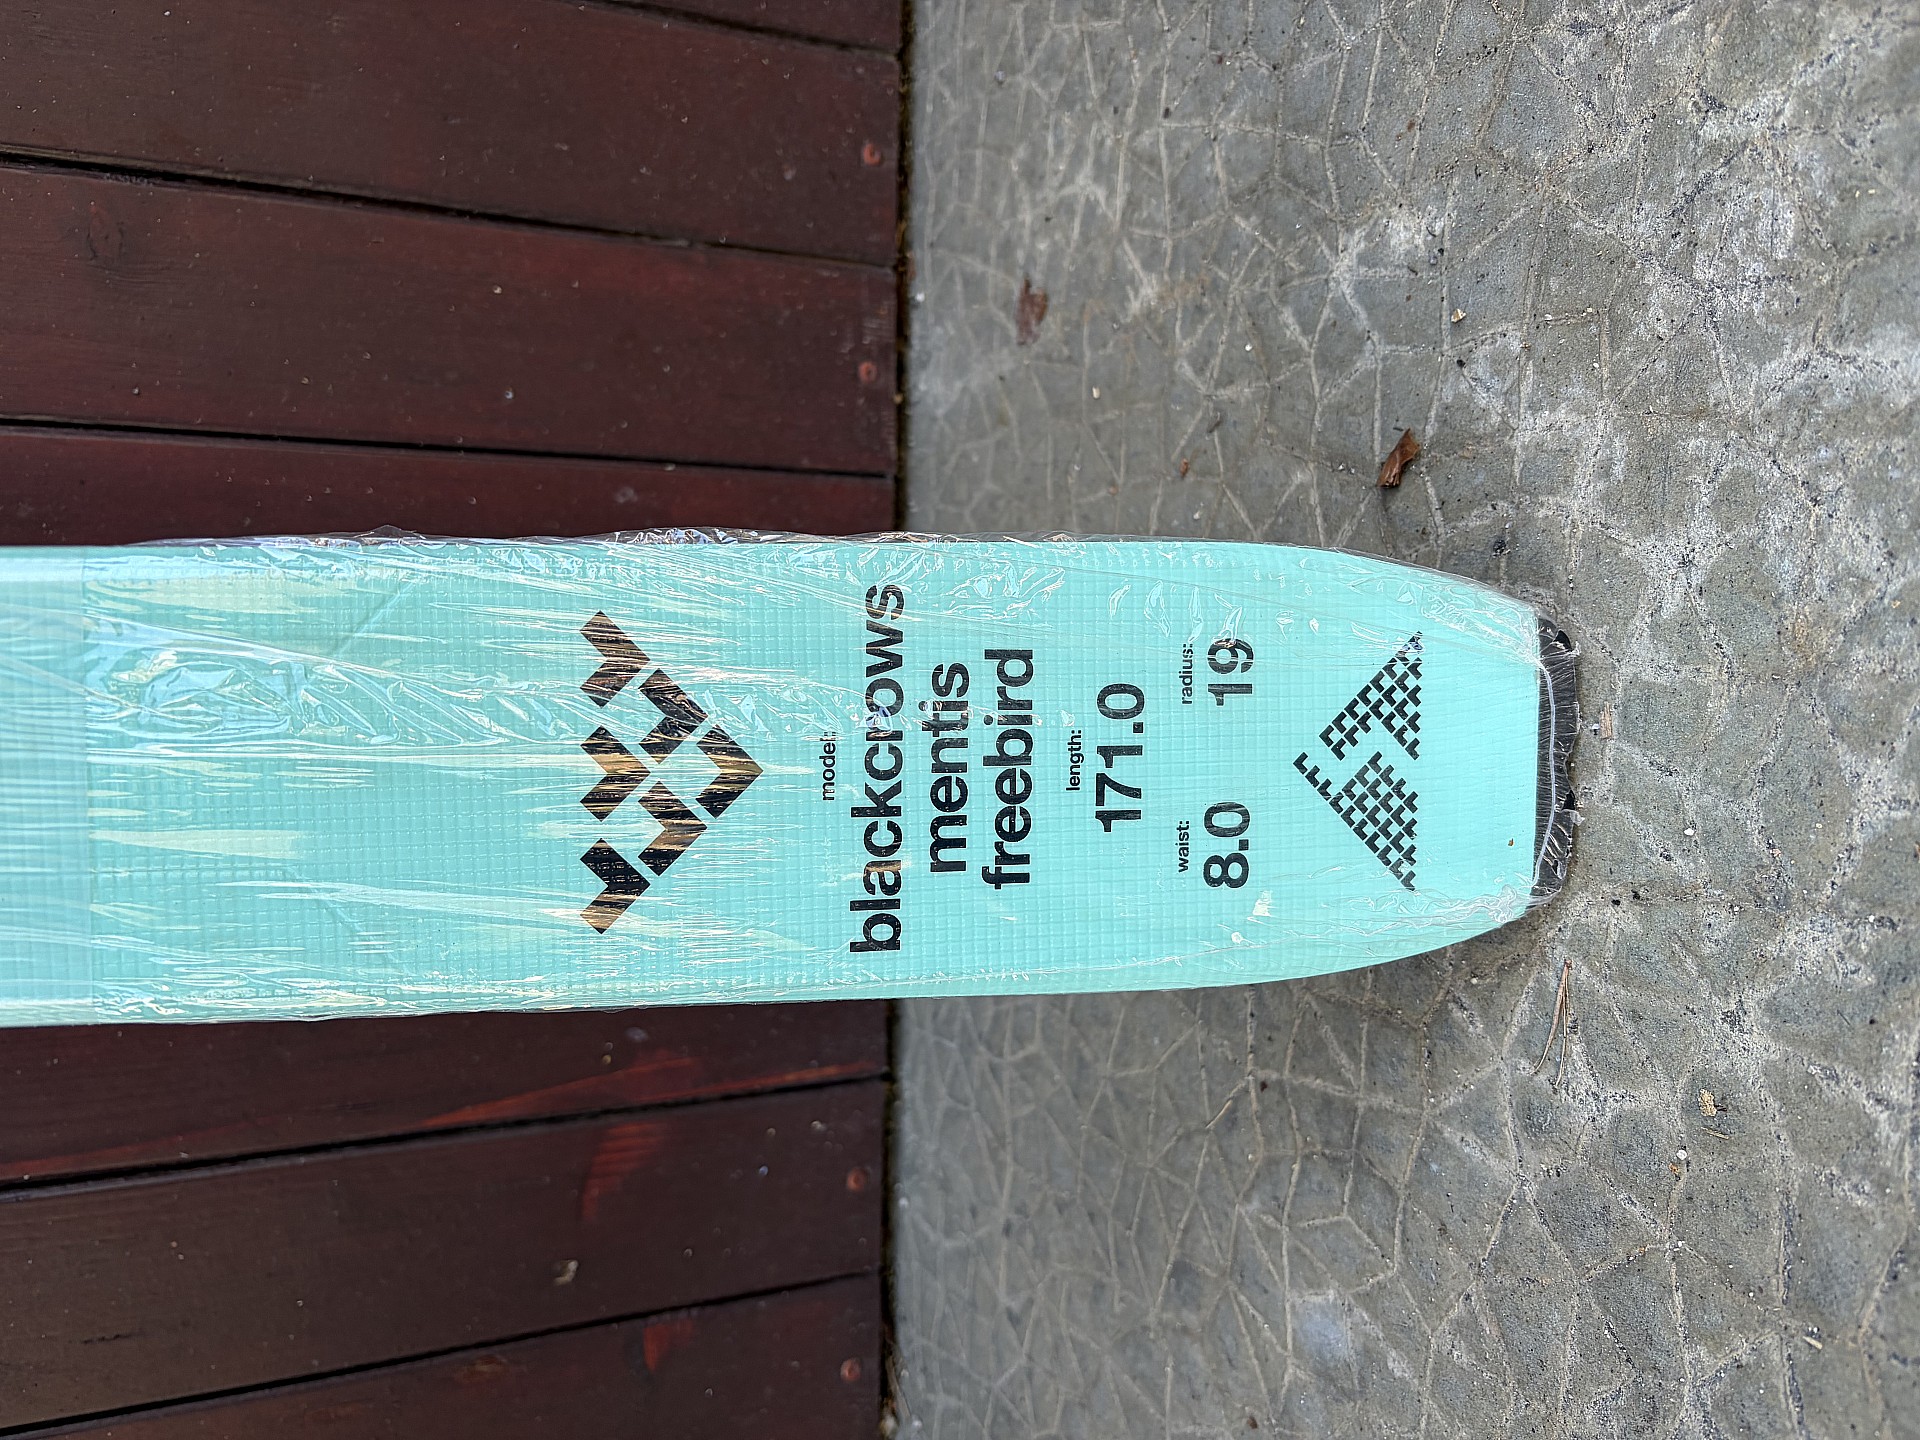 model:
blackcrows
mentis
freebird
length:
171.0
waist: radius:
8.0 19